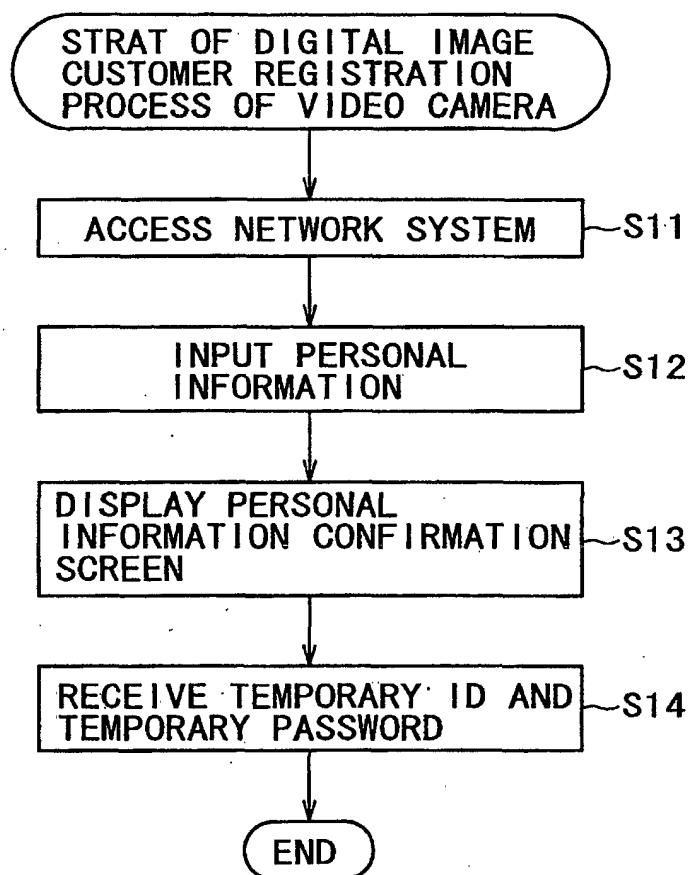 STRAT OF DIGITAL IMAGE
CUSTOMER REGISTRATION
PROCESS OF VIDEO CAMERA
ACCESS NETWORK SYSTEM
S11
INPUT PERSONAL
INFORMATION
S12
DISPLAY PERSONAL
INFORMATION CONFIRMATION
SCREEN
S13
RECEIVE TEMPORARY ID AND
TEMPORARY PASSWORD
S14
END